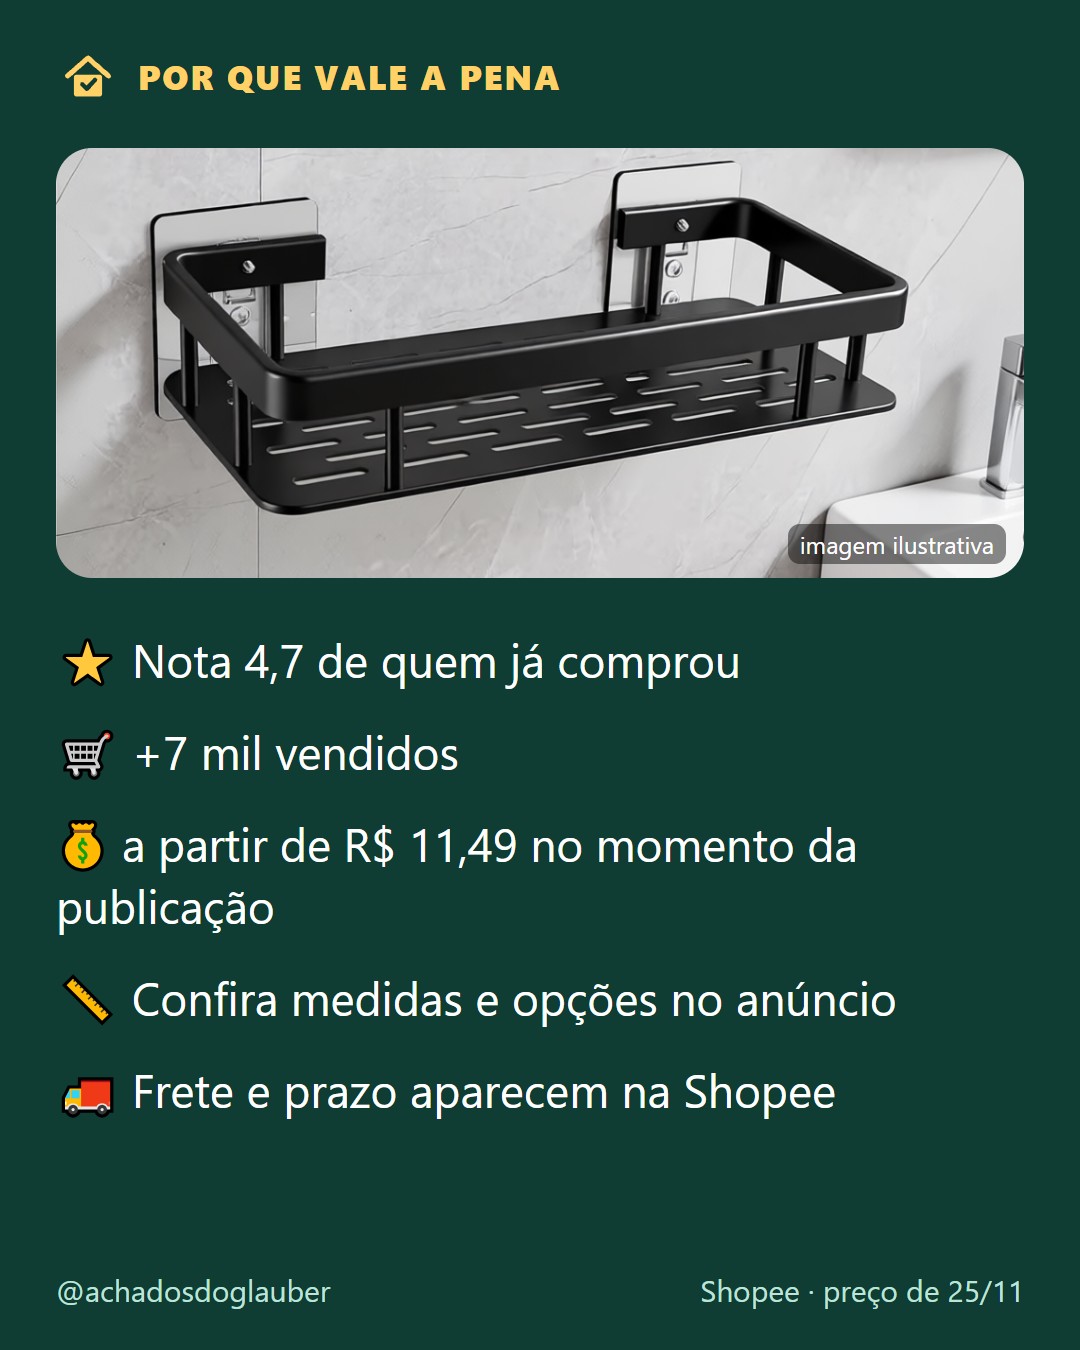 POR QUE VALE A PENA
imagem ilustrativa
⭐ Nota 4,7 de quem já comprou
🛒 +7 mil vendidos
💰 a partir de R$ 11,49 no momento da
publicação
📏 Confira medidas e opções no anúncio
🚚 Frete e prazo aparecem na Shopee
@achadosdoglauber
Shopee · preço de 25/11